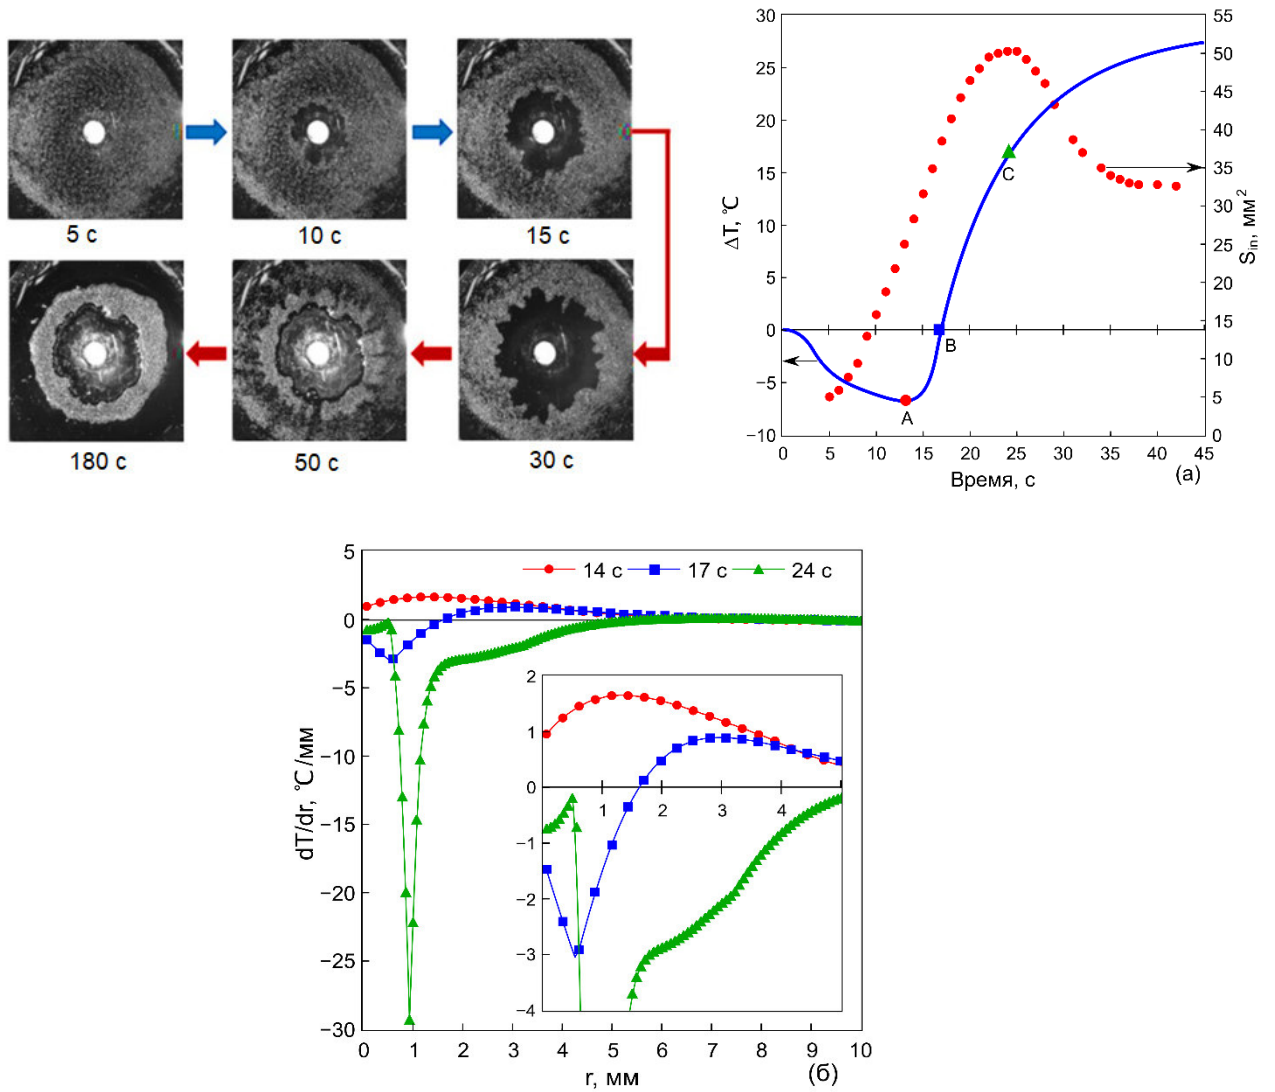 5 с
10 с
15 с
180 с
50 с
30 с
30
25
20
15
10
5
0
−5
−10
ΔT, ℃
55
50
45
40
35
30
25
20
15
10
5
0
S_in, мм²
A
B
C
0 5 10 15 20 25 30 35 40 45
Время, с
(а)
14 с 17 с 24 с
5
0
−5
−10
−15
−20
−25
−30
dT/dr, ℃/мм
2
1
0
−1
−2
−3
−4
1 2 3 4
0 1 2 3 4 5 6 7 8 9 10
r, мм
(б)